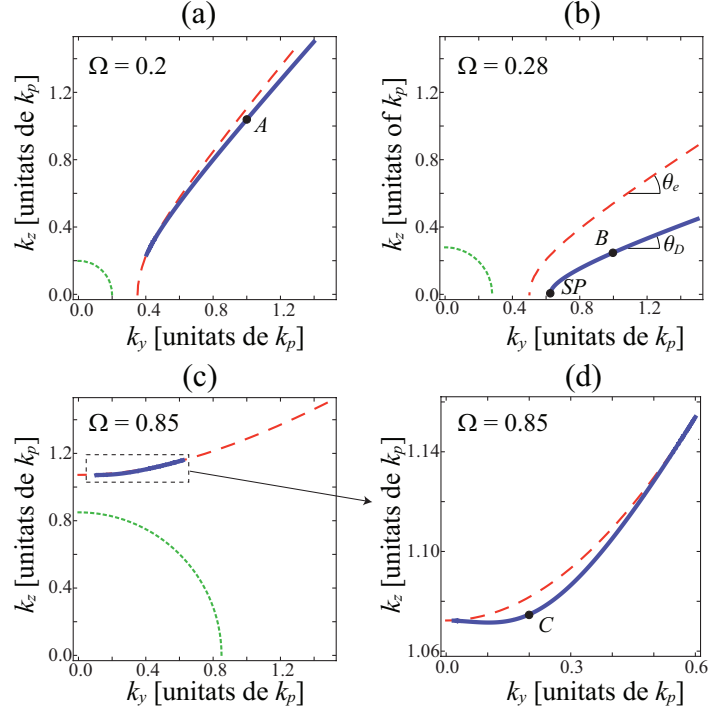 (a)
Ω = 0.2
k_z [unitats de k_p]
1.2
0.8
0.4
0.0
A
0.0 0.4 0.8 1.2
k_y [unitats de k_p]
(b)
Ω = 0.28
k_z [unitats of k_p]
1.2
0.8
0.4
0.0
θ_e
B
θ_D
SP
0.0 0.4 0.8 1.2
k_y [unitats de k_p]
(c)
Ω = 0.85
k_z [unitats de k_p]
1.2
0.8
0.4
0.0
0.0 0.4 0.8 1.2
k_y [unitats de k_p]
(d)
Ω = 0.85
k_z [unitats de k_p]
1.14
1.10
1.06
C
0.0 0.3 0.6
k_y [unitats de k_p]